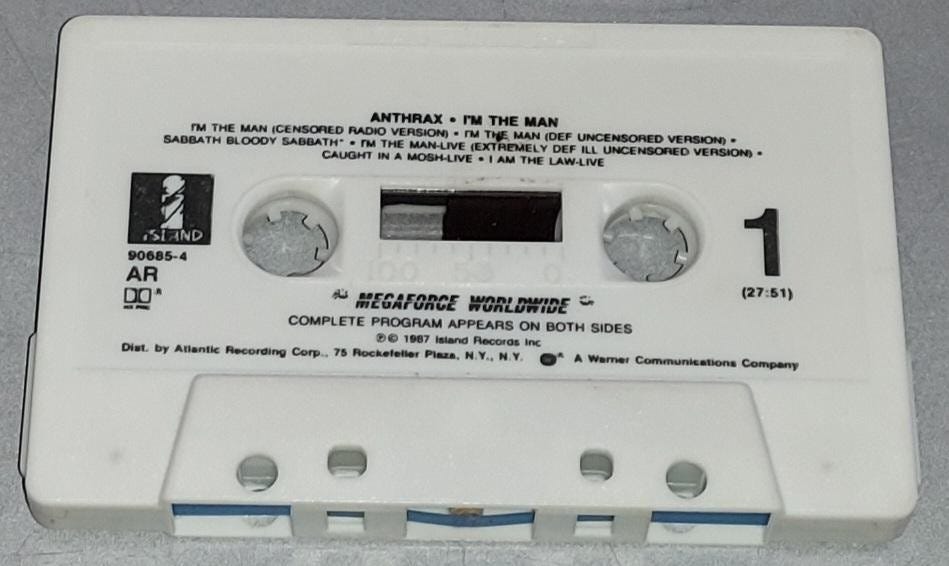 ANTHRAX • I'M THE MAN
I'M THE MAN (CENSORED RADIO VERSION) • I'M THE MAN (DEF UNCENSORED VERSION) •
SABBATH BLOODY SABBATH* • I'M THE MAN-LIVE (EXTREMELY DEF ILL UNCENSORED VERSION) •
CAUGHT IN A MOSH-LIVE • I AM THE LAW-LIVE
ISLAND
90685-4
AR
1
(27:51)
100 50 0
MEGAFORCE WORLDWIDE
COMPLETE PROGRAM APPEARS ON BOTH SIDES
℗© 1987 Island Records Inc
Dist. by Atlantic Recording Corp., 75 Rockefeller Plaza, N.Y., N.Y. ® A Warner Communications Company